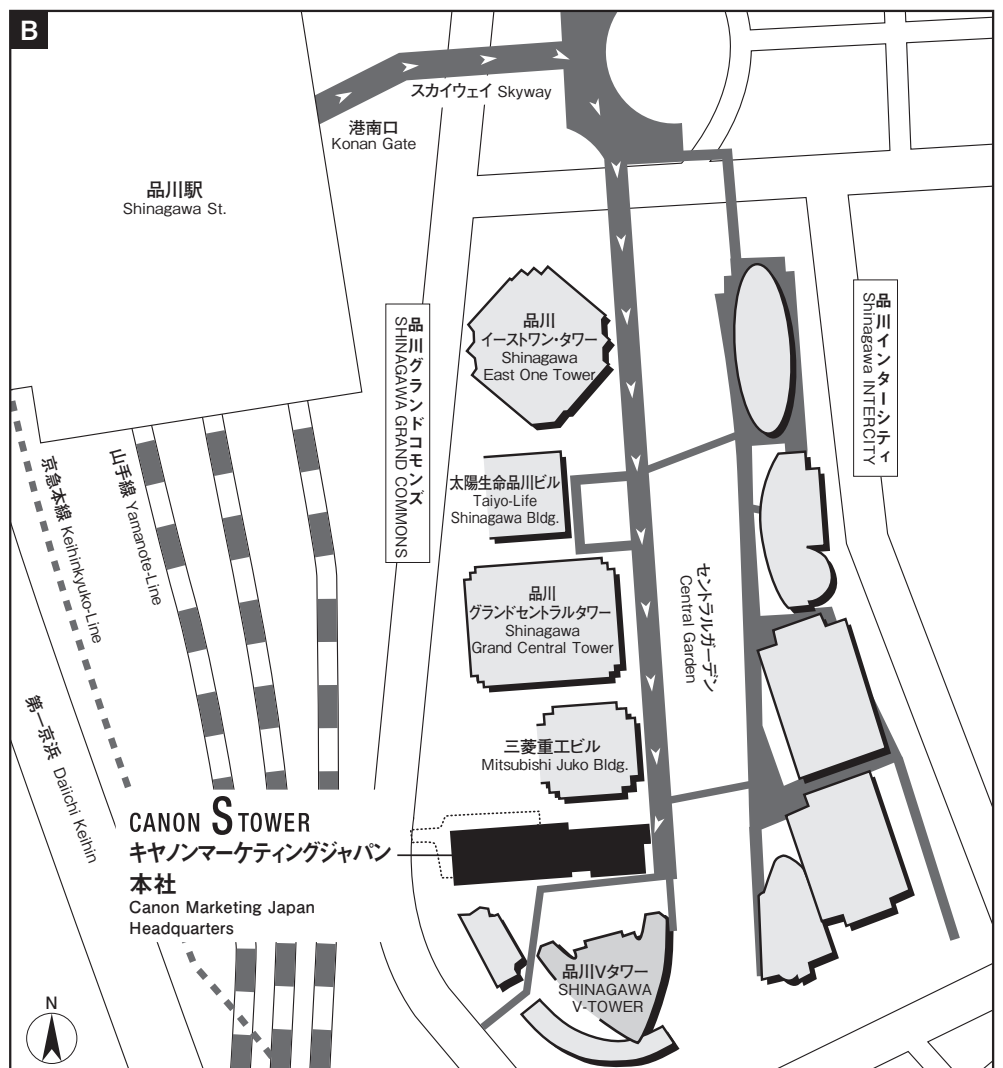 B
スカイウェイ Skyway
港南口
Konan Gate
品川駅
Shinagawa St.
品川グランドコモンズ
SHINAGAWA GRAND COMMONS
品川インターシティ
Shinagawa INTERCITY
品川
イーストワン・タワー
Shinagawa
East One Tower
京急本線 Keihinkyuko-Line
山手線 Yamanote-Line
太陽生命品川ビル
Taiyo-Life
Shinagawa Bldg.
品川
グランドセントラルタワー
Shinagawa
Grand Central Tower
セントラルガーデン
Central Garden
第一京浜 Daiichi Keihin
三菱重工ビル
Mitsubishi Juko Bldg.
CANON S TOWER
キヤノンマーケティングジャパン
本社
Canon Marketing Japan
Headquarters
品川Vタワー
SHINAGAWA
V-TOWER
N